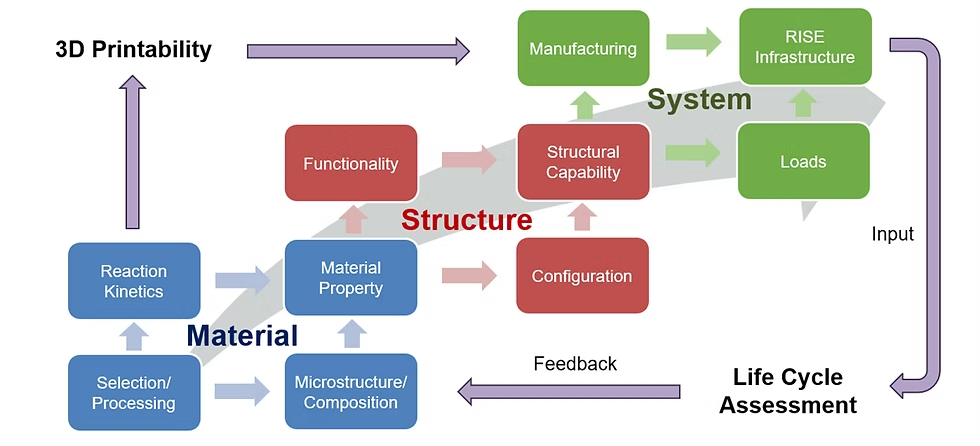 3D Printability
Manufacturing
RISE
Infrastructure
System
Functionality
Structural
Capability
Loads
Structure
Input
Reaction
Kinetics
Material
Property
Configuration
Material
Feedback
Life Cycle
Assessment
Selection/
Processing
Microstructure/
Composition